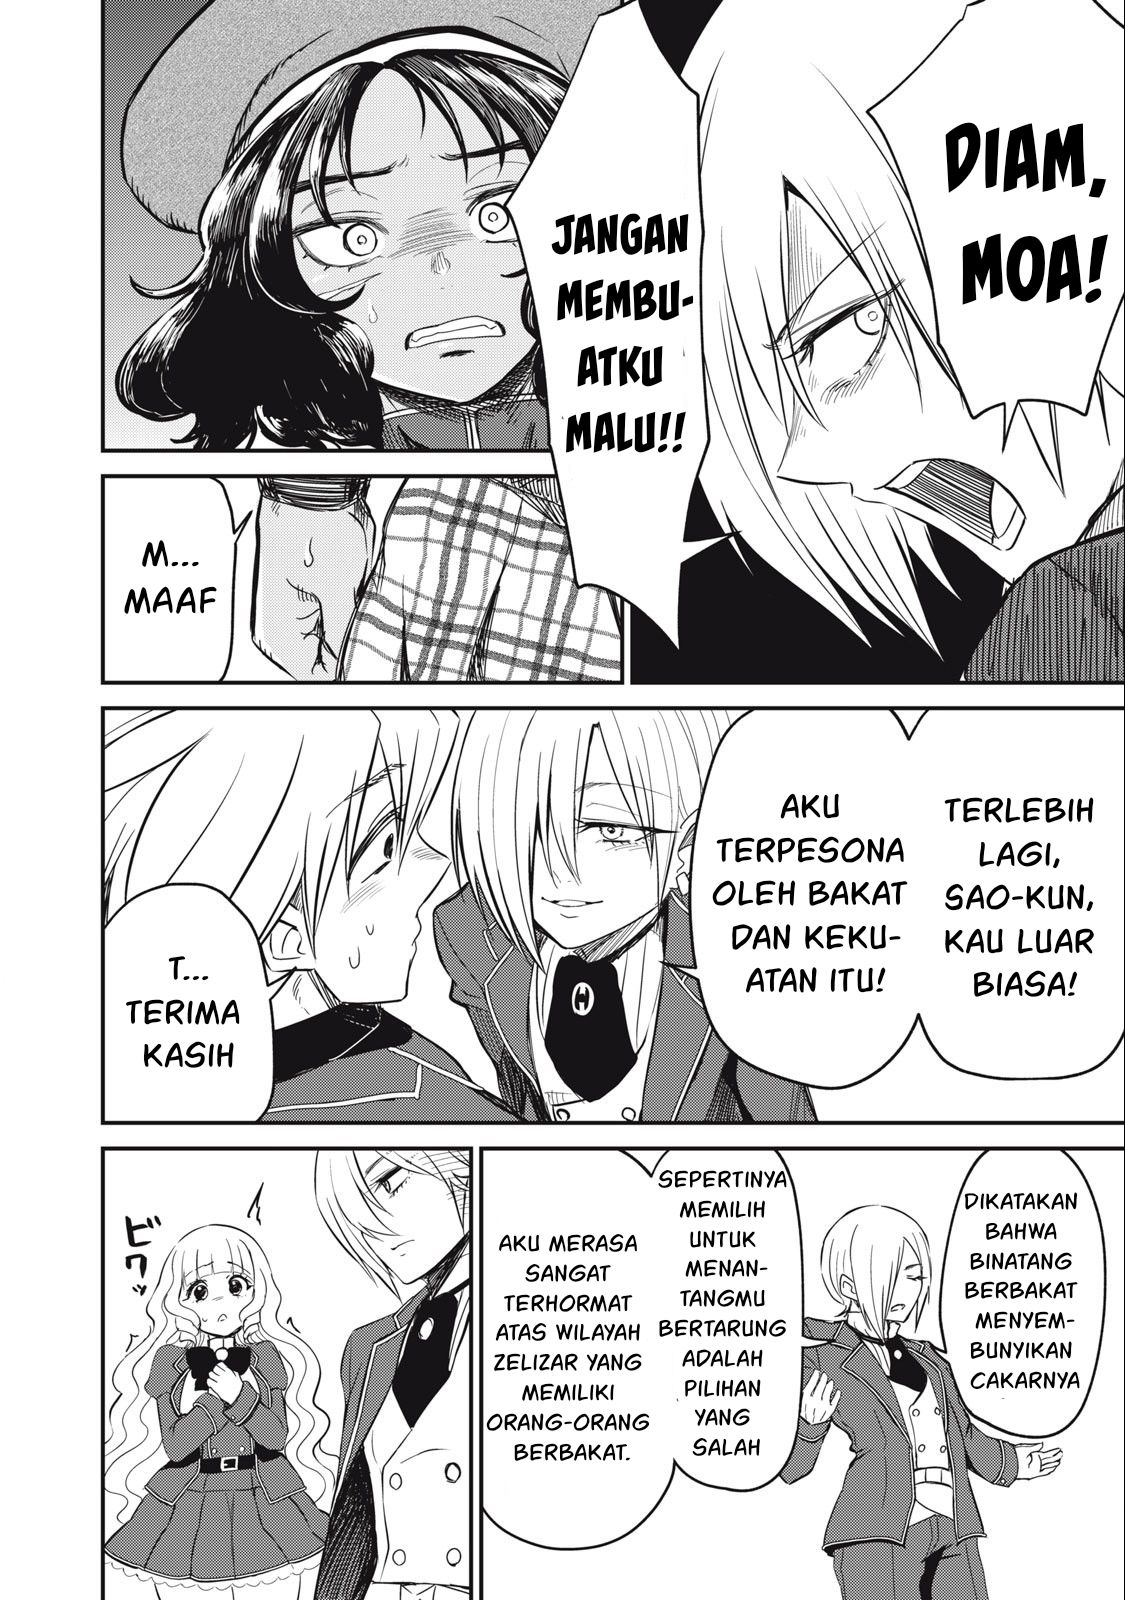 DIAM,
MOA!
JANGAN
MEMBU-
ATKU
MALU!!
M...
MAAF
TERLEBIH
LAGI,
SAO-KUN,
KAU LUAR
BIASA!
AKU
TERPESONA
OLEH BAKAT
DAN KEKU-
ATAN ITU!
T...
TERIMA
KASIH
DIKATAKAN
BAHWA
BINATANG
BERBAKAT
MENYEM-
BUNYIKAN
CAKARNYA
SEPERTINYA
MEMILIH
UNTUK
MENAN-
TANGMU
BERTARUNG
ADALAH
PILIHAN
YANG
SALAH
AKU MERASA
SANGAT
TERHORMAT
ATAS WILAYAH
ZELIZAR YANG
MEMILIKI
ORANG-ORANG
BERBAKAT.
ビクッ